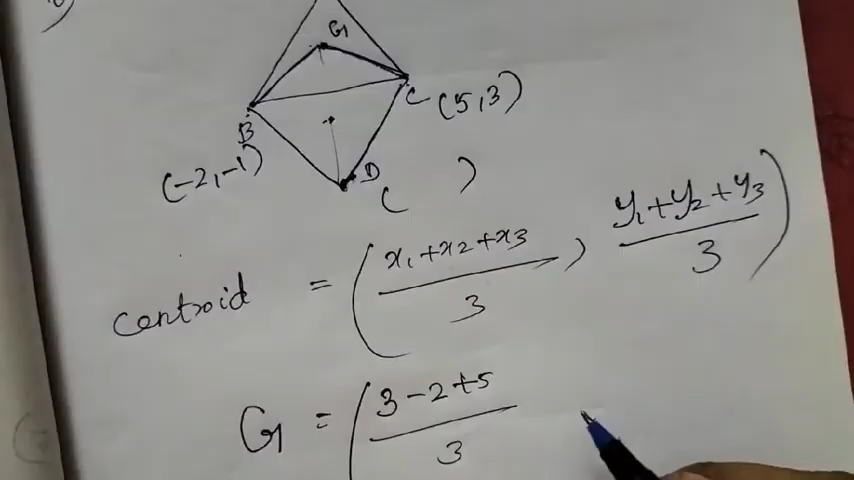 G
B
C (5,3)
(-2,-1)
D
( )
centroid = ( x₁+x₂+x₃ / 3 , y₁+y₂+y₃ / 3 )
G = ( 3-2+5 / 3